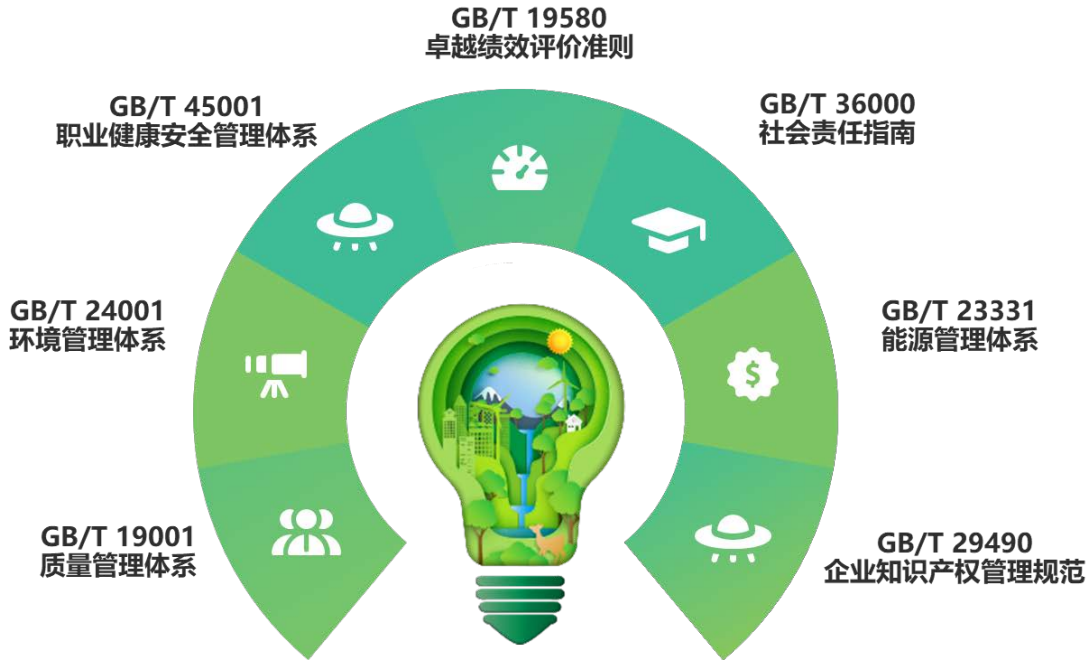 GB/T 19580
卓越绩效评价准则
GB/T 45001
职业健康安全管理体系
GB/T 36000
社会责任指南
GB/T 24001
环境管理体系
GB/T 23331
能源管理体系
GB/T 19001
质量管理体系
GB/T 29490
企业知识产权管理规范
$